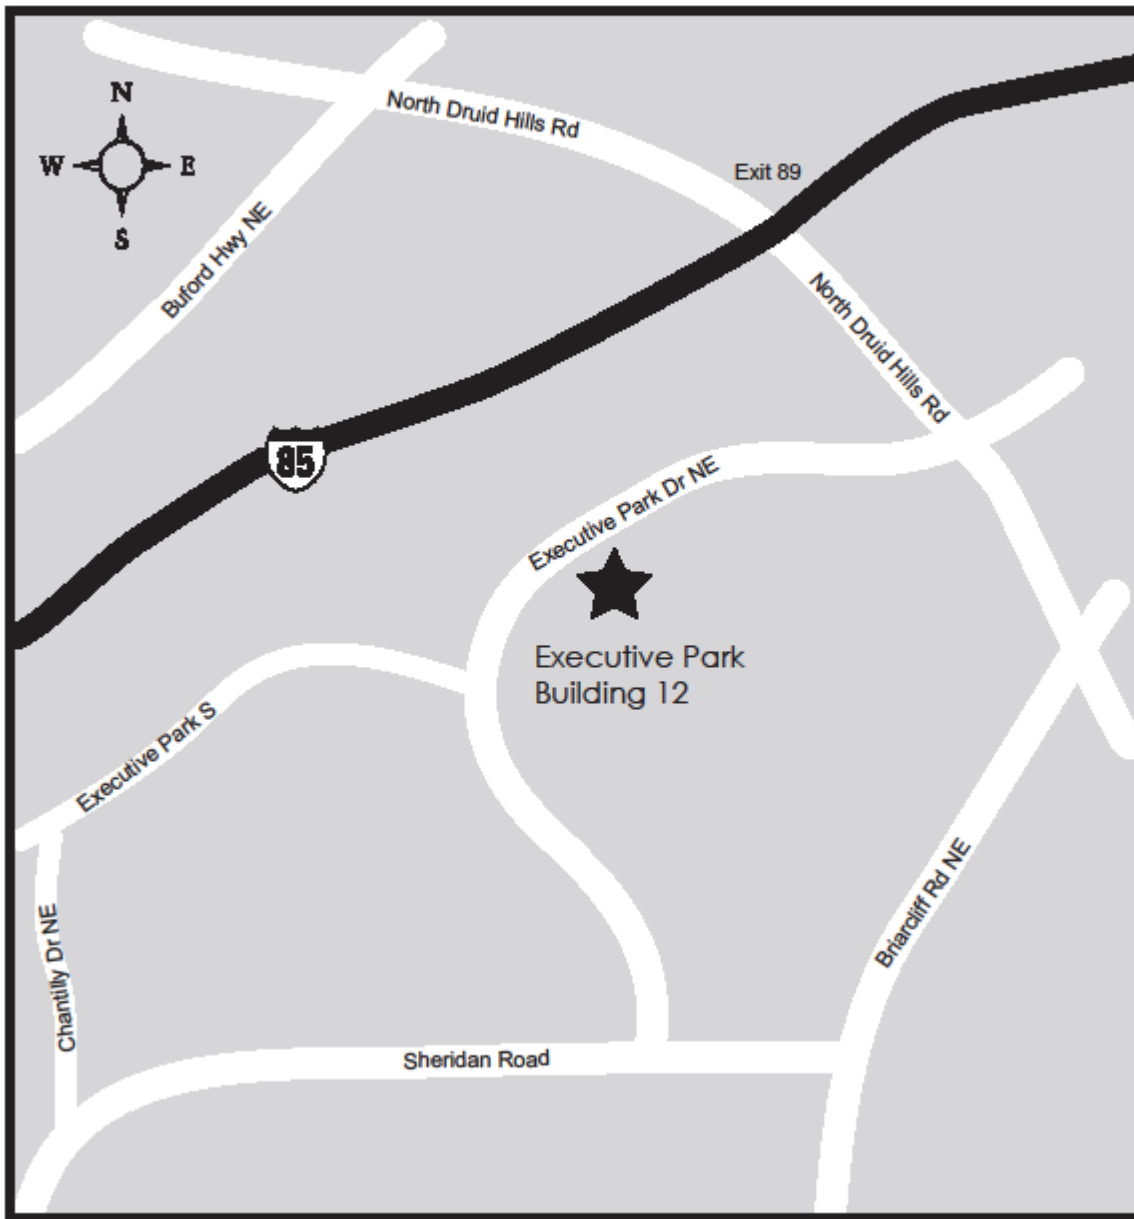 North Druid Hills Rd
N
W
E
S
Exit 89
Buford Hwy NE
North Druid Hills Rd
85
Executive Park Dr NE
Executive Park
Building 12
Executive Park S
Briarcliff Rd NE
Chantilly Dr NE
Sheridan Road